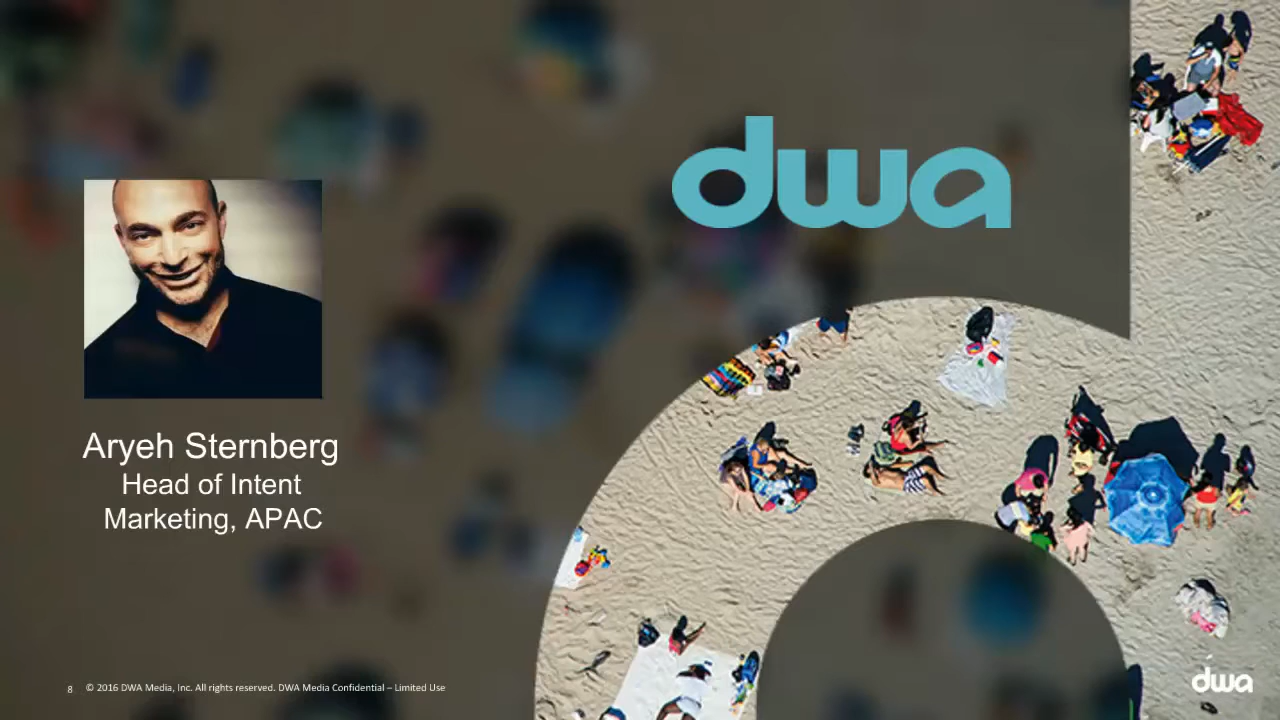 dwa
Aryeh Sternberg
Head of Intent
Marketing, APAC
8 © 2016 DWA Media, Inc. All rights reserved. DWA Media Confidential – Limited Use
dwa